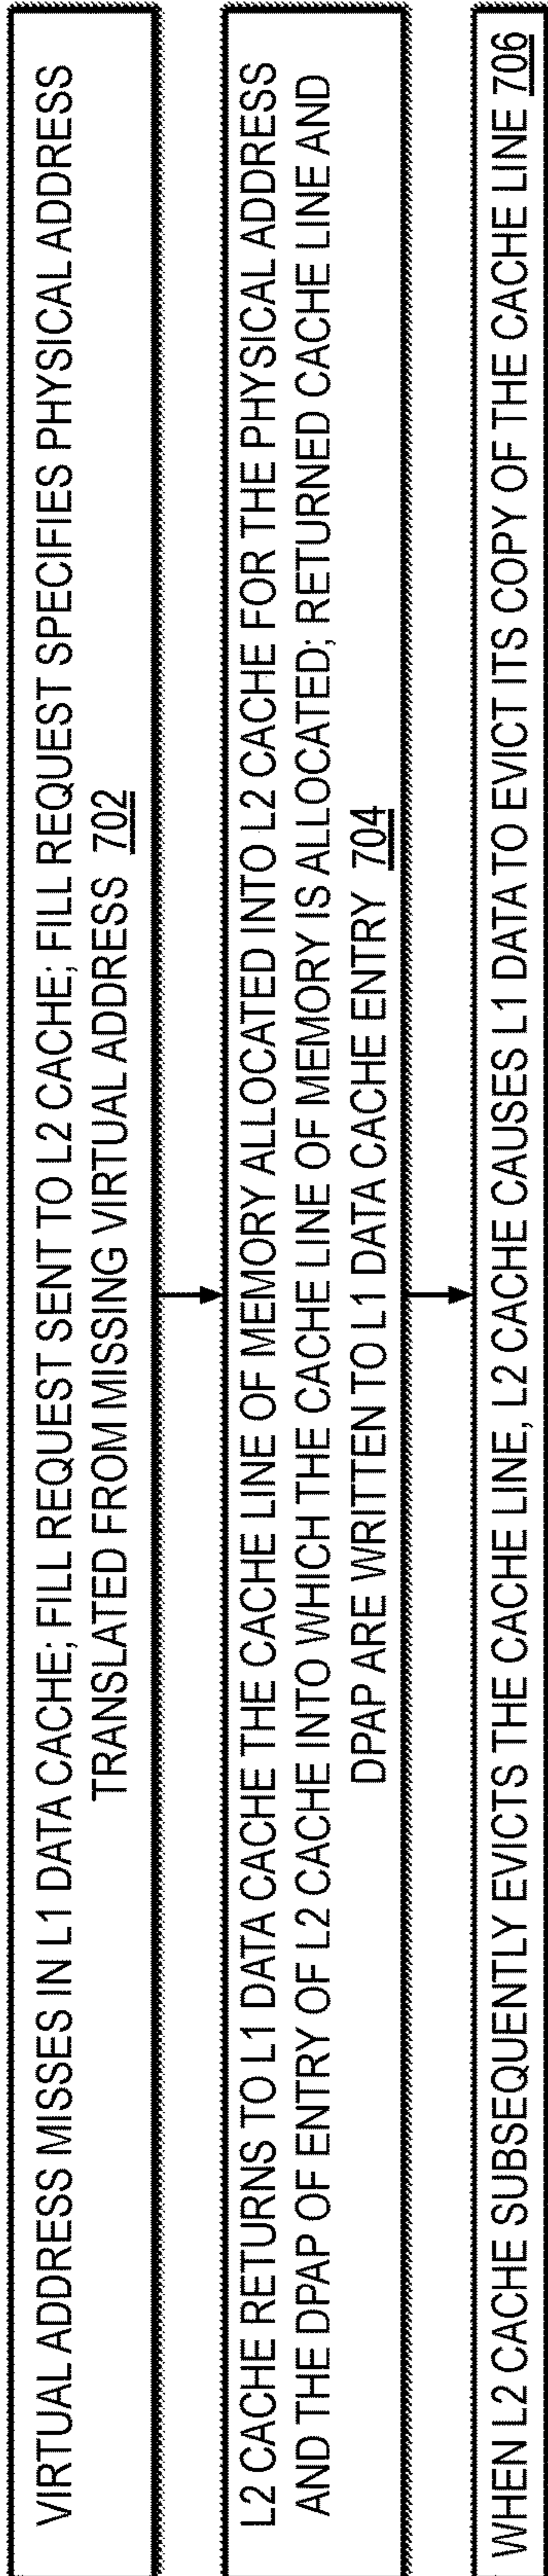 VIRTUAL ADDRESS MISSES IN L1 DATA CACHE; FILL REQUEST SENT TO L2 CACHE; FILL REQUEST SPECIFIES PHYSICAL ADDRESS
TRANSLATED FROM MISSING VIRTUAL ADDRESS 702
L2 CACHE RETURNS TO L1 DATA CACHE THE CACHE LINE OF MEMORY ALLOCATED INTO L2 CACHE FOR THE PHYSICAL ADDRESS
AND THE DPAP OF ENTRY OF L2 CACHE INTO WHICH THE CACHE LINE OF MEMORY IS ALLOCATED; RETURNED CACHE LINE AND
DPAP ARE WRITTEN TO L1 DATA CACHE ENTRY 704
WHEN L2 CACHE SUBSEQUENTLY EVICTS THE CACHE LINE, L2 CACHE CAUSES L1 DATA TO EVICT ITS COPY OF THE CACHE LINE 706